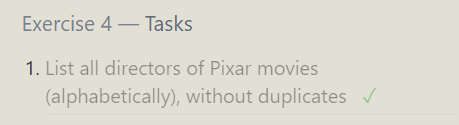 Exercise 4 — Tasks
1. List all directors of Pixar movies
(alphabetically), without duplicates ✓